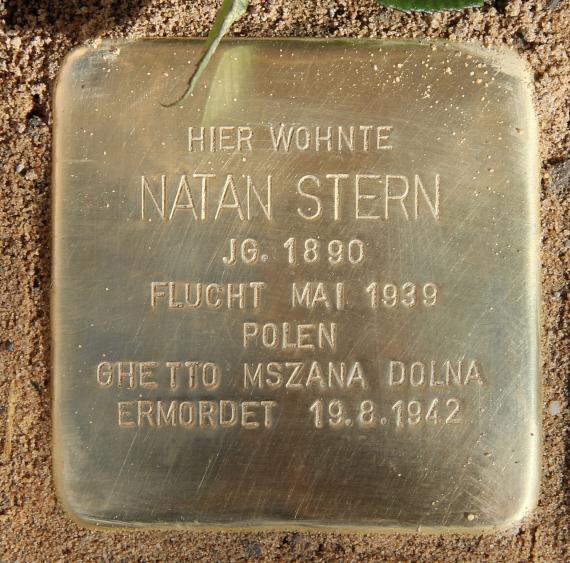 HIER WOHNTE
NATAN STERN
JG. 1890
FLUCHT MAI 1939
POLEN
GHETTO MSZANA DOLNA
ERMORDET 19.8.1942